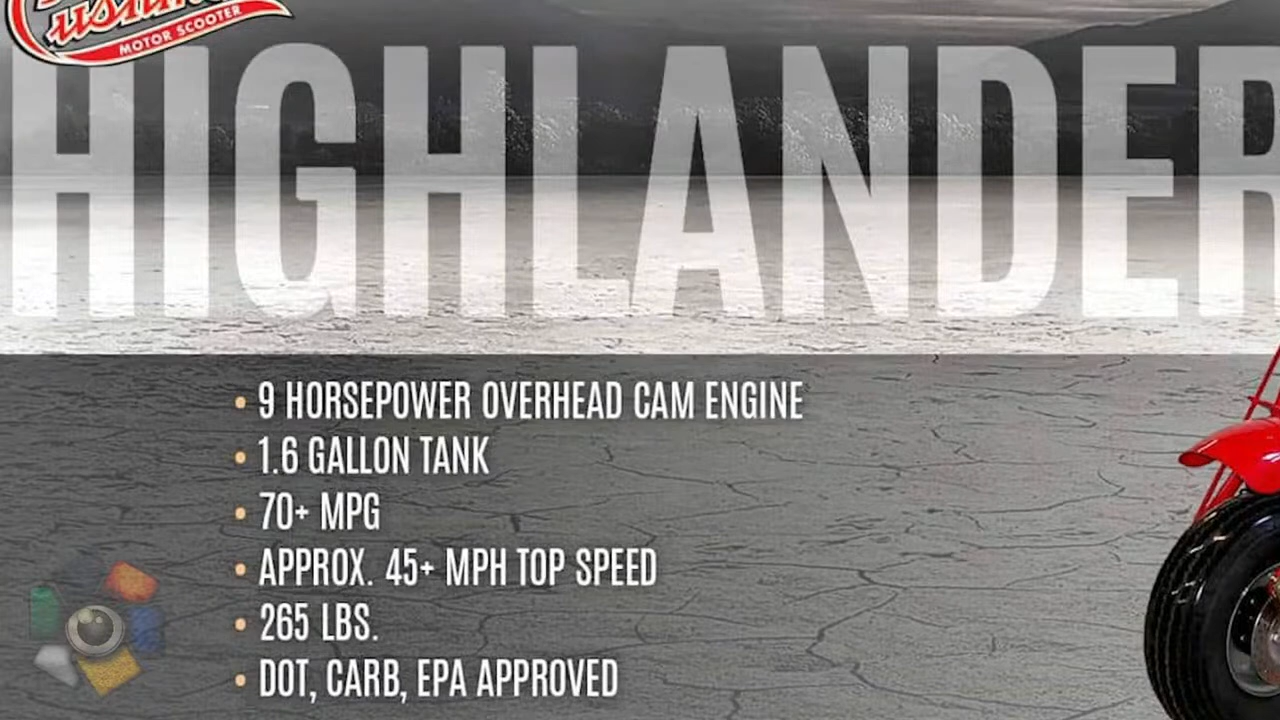 MOTOR SCOOTER
HIGHLANDER
• 9 HORSEPOWER OVERHEAD CAM ENGINE
• 1.6 GALLON TANK
• 70+ MPG
• APPROX. 45+ MPH TOP SPEED
• 265 LBS.
• DOT, CARB, EPA APPROVED